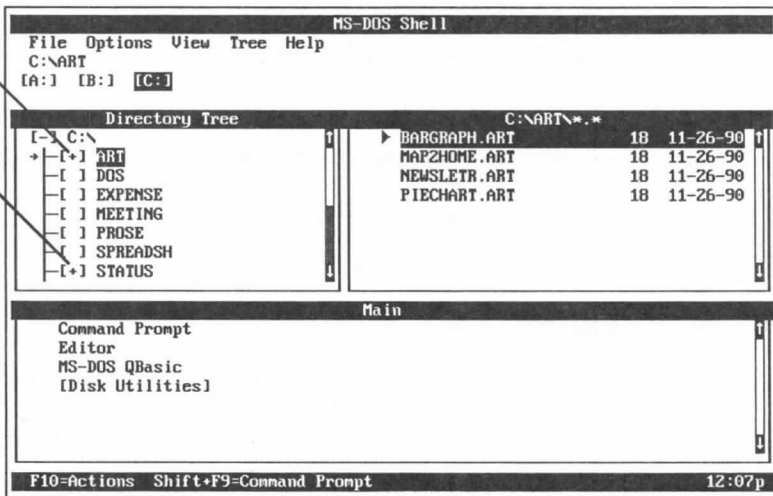 MS-DOS Shell
File Options View Tree Help
C:\ART
[A:] [B:] [C:]
Directory Tree
[-] C:\
[+] ART
[ ] DOS
[ ] EXPENSE
[ ] MEETING
[ ] PROSE
[ ] SPREADSH
[+] STATUS
C:\ART\*.*
BARGRAPH.ART 18 11-26-90
MAP2HOME.ART 18 11-26-90
NEWSLETR.ART 18 11-26-90
PIECHART.ART 18 11-26-90
Main
Command Prompt
Editor
MS-DOS QBasic
[Disk Utilities]
F10=Actions Shift+F9=Command Prompt 12:07p